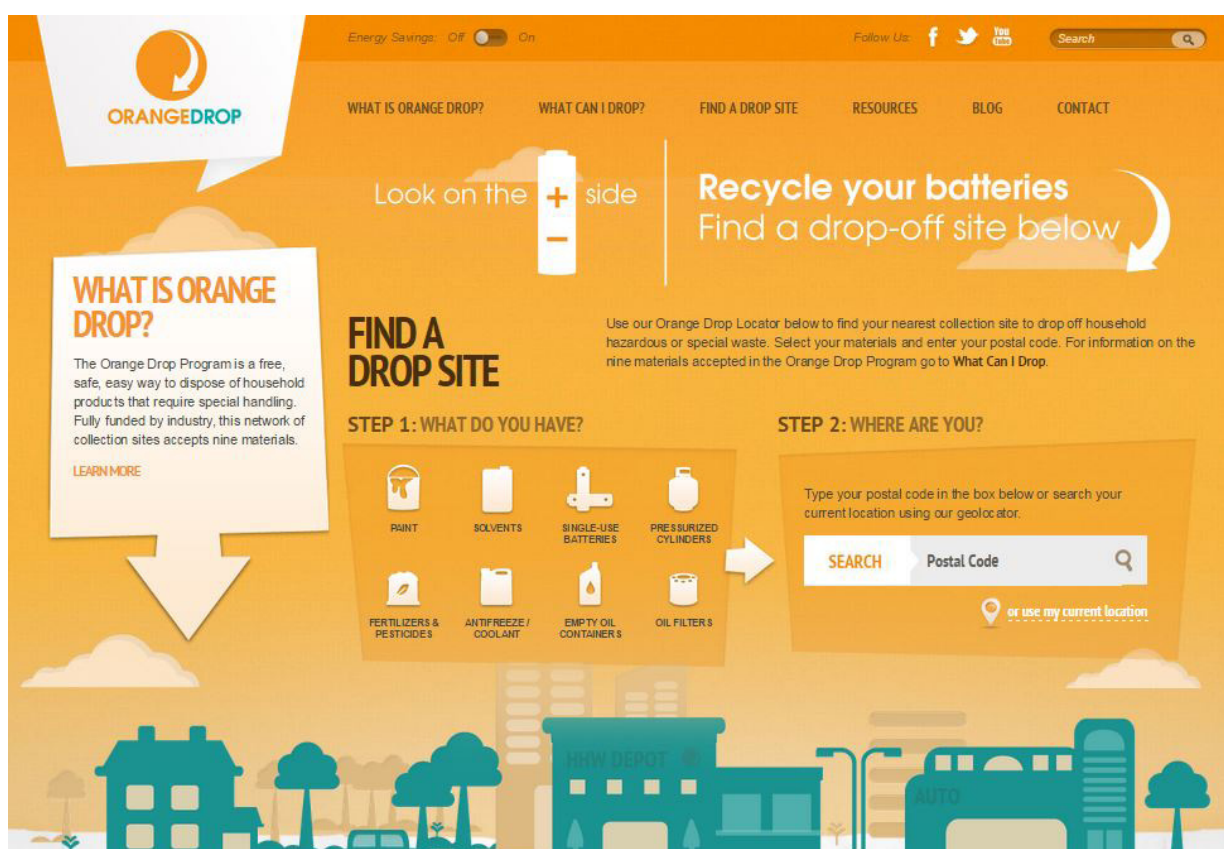 Energy Savings: Off On
Follow Us:
You
Tube
Search
ORANGEDROP
WHAT IS ORANGE DROP?
WHAT CAN I DROP?
FIND A DROP SITE
RESOURCES
BLOG
CONTACT
Look on the + side
Recycle your batteries
Find a drop-off site below
WHAT IS ORANGE
DROP?
The Orange Drop Program is a free,
safe, easy way to dispose of household
products that require special handling.
Fully funded by industry, this network of
collection sites accepts nine materials.
LEARN MORE
FIND A
DROP SITE
Use our Orange Drop Locator below to find your nearest collection site to drop off household
hazardous or special waste. Select your materials and enter your postal code. For information on the
nine materials accepted in the Orange Drop Program go to What Can I Drop.
STEP 1: WHAT DO YOU HAVE?
PAINT
SOLVENTS
SINGLE-USE
BATTERIES
PRESSURIZED
CYLINDERS
FERTILIZERS &
PESTICIDES
ANTIFREEZE /
COOLANT
EMPTY OIL
CONTAINERS
OIL FILTERS
STEP 2: WHERE ARE YOU?
Type your postal code in the box below or search your
current location using our geolocator.
SEARCH
Postal Code
or use my current location
HHW DEPOT
AUTO